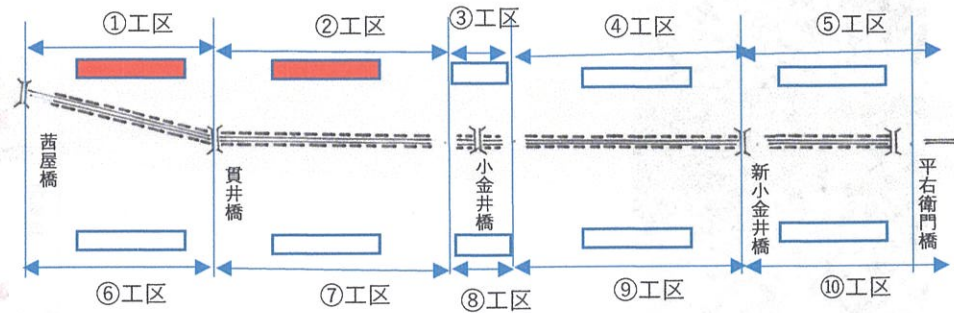 ①工区
②工区
③工区
④工区
⑤工区
茜屋橋
貫井橋
小金井橋
新小金井橋
平右衛門橋
⑥工区
⑦工区
⑧工区
⑨工区
⑩工区